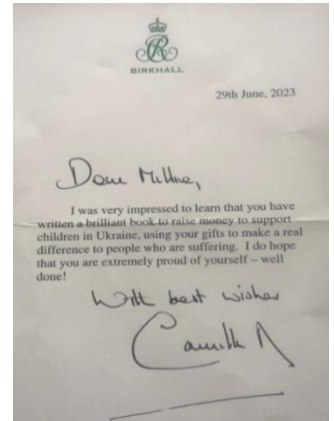 BIRKHALL
29th June, 2023
Dear
I was very impressed to learn that you have
written a brilliant book to raise money to support
children in Ukraine, using your gifts to make a real
difference to people who are suffering. I do hope
that you are extremely proud of yourself – well
done!
With best wishes
Camilla R